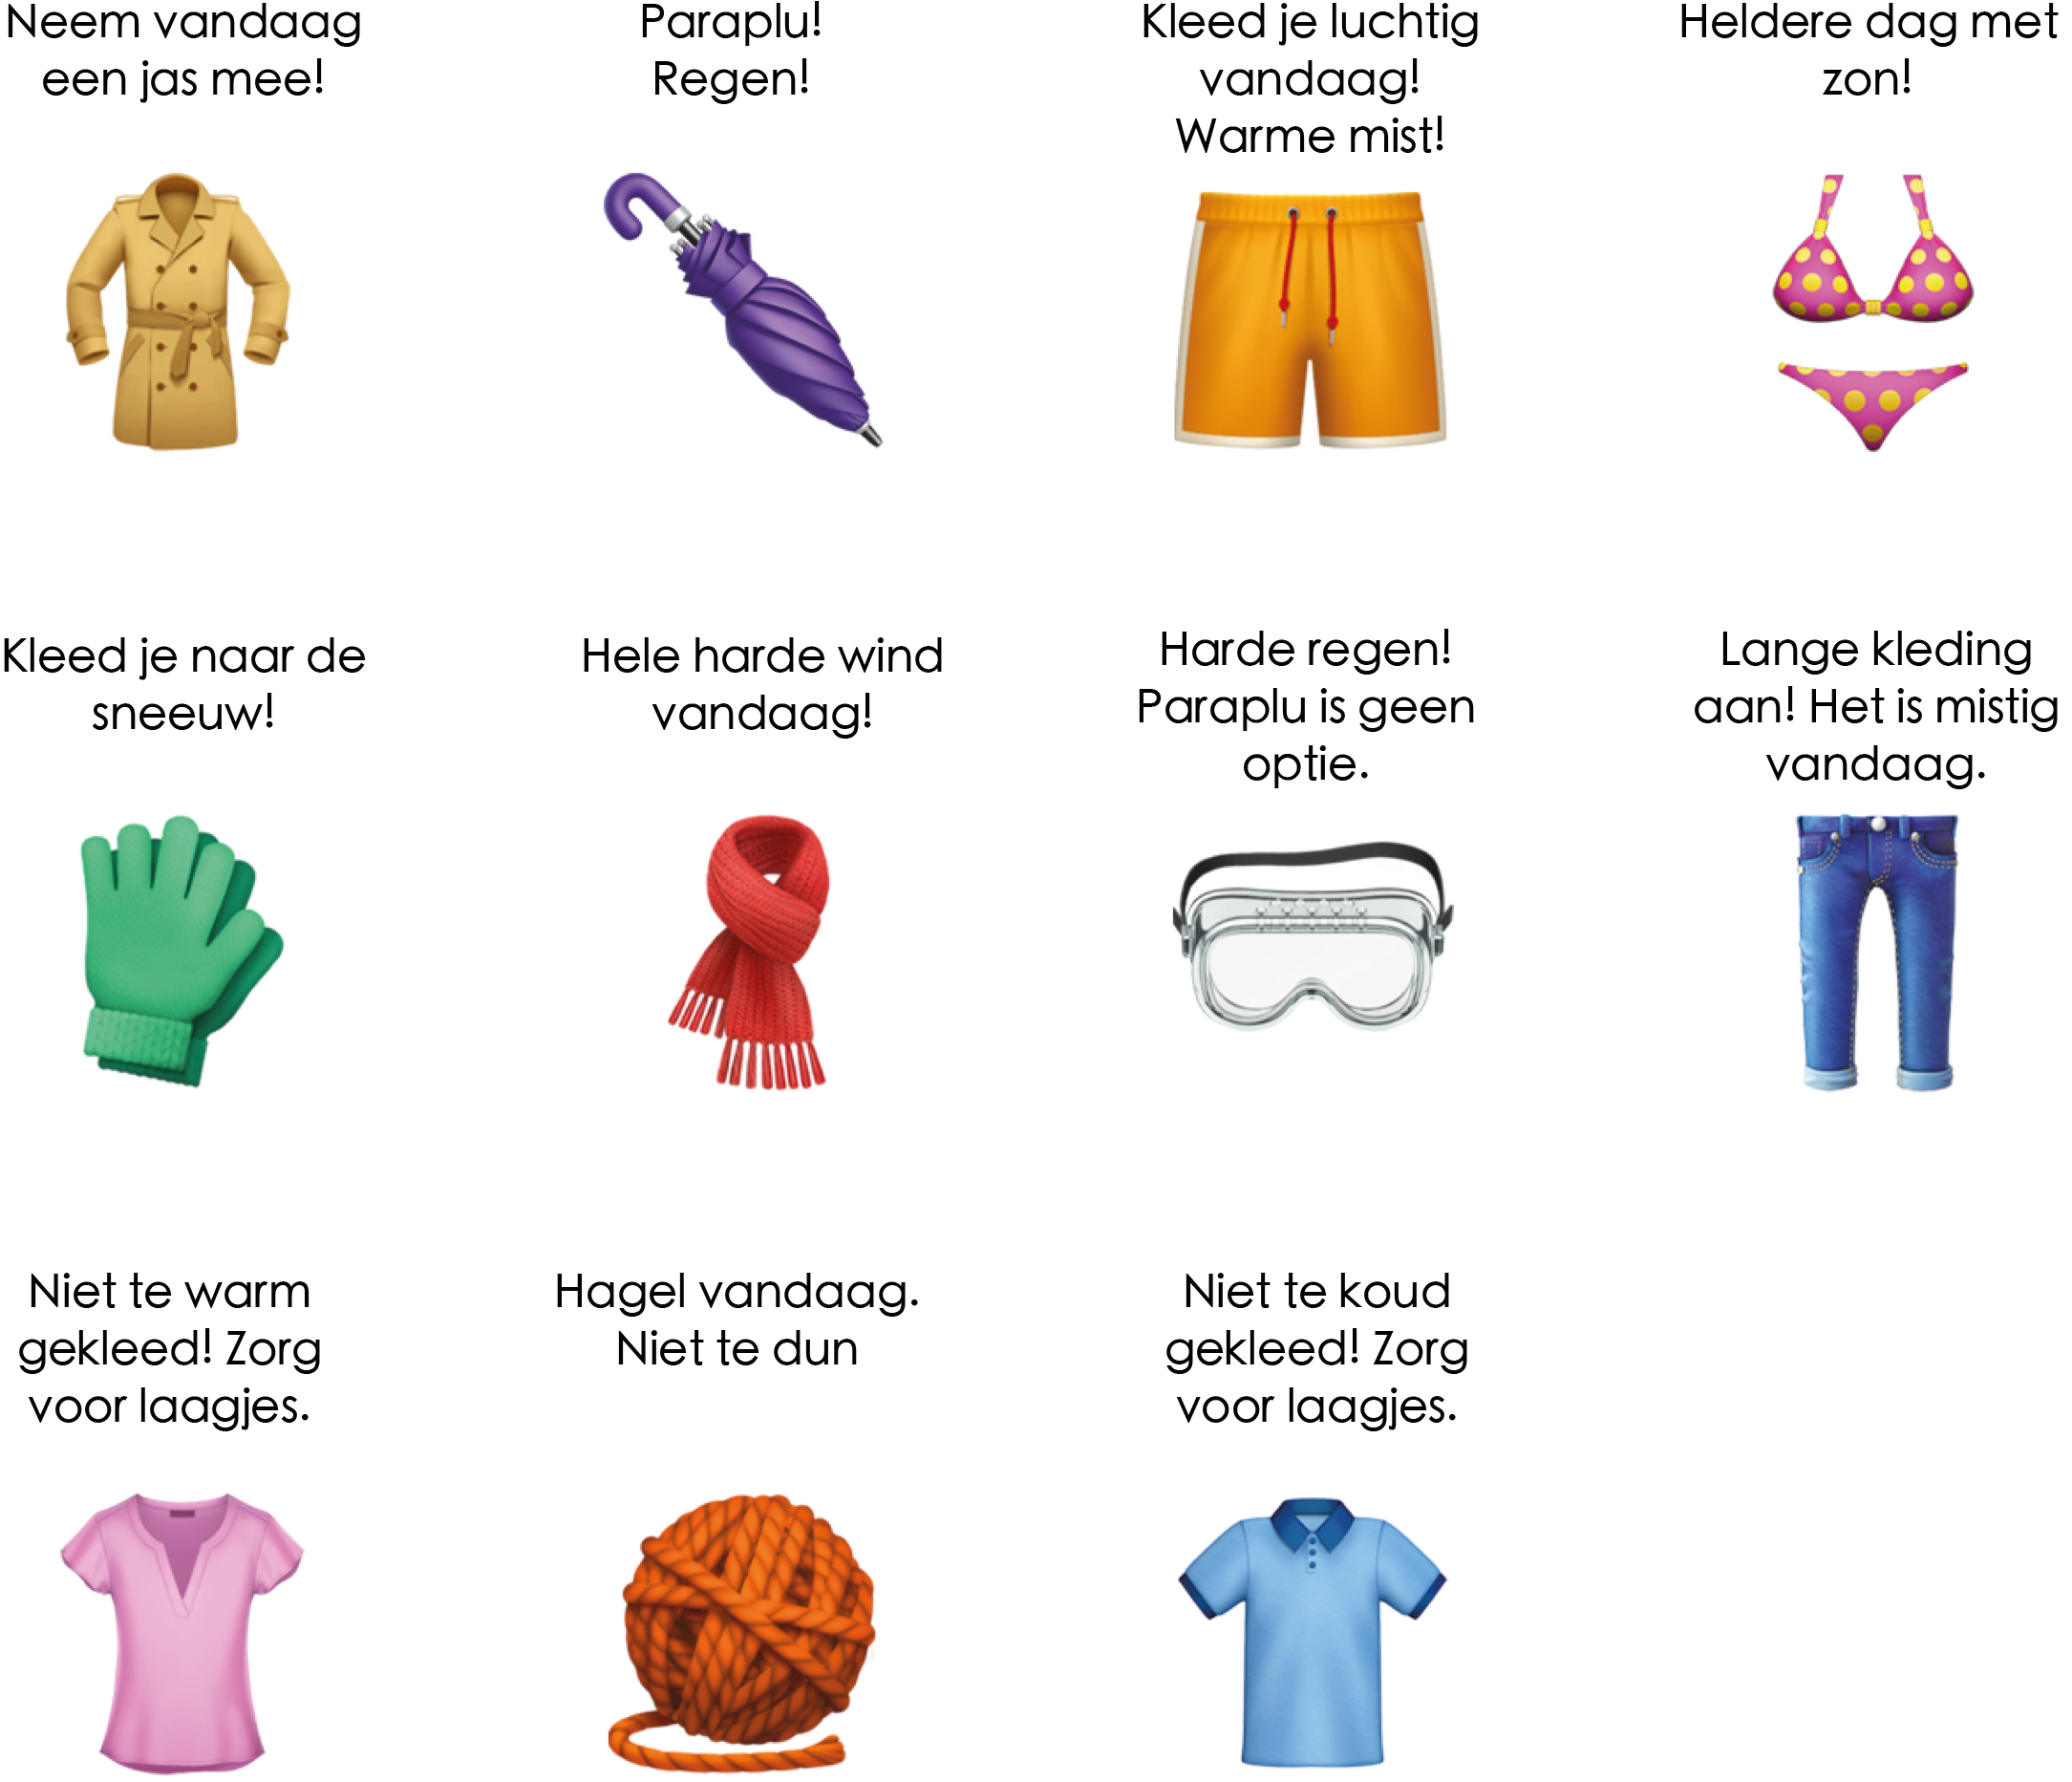 Neem vandaag
een jas mee!
Paraplu!
Regen!
Kleed je luchtig
vandaag!
Warme mist!
Heldere dag met
zon!
Kleed je naar de
sneeuw!
Hele harde wind
vandaag!
Harde regen!
Paraplu is geen
optie.
Lange kleding
aan! Het is mistig
vandaag.
Niet te warm
gekleed! Zorg
voor laagjes.
Hagel vandaag.
Niet te dun
Niet te koud
gekleed! Zorg
voor laagjes.